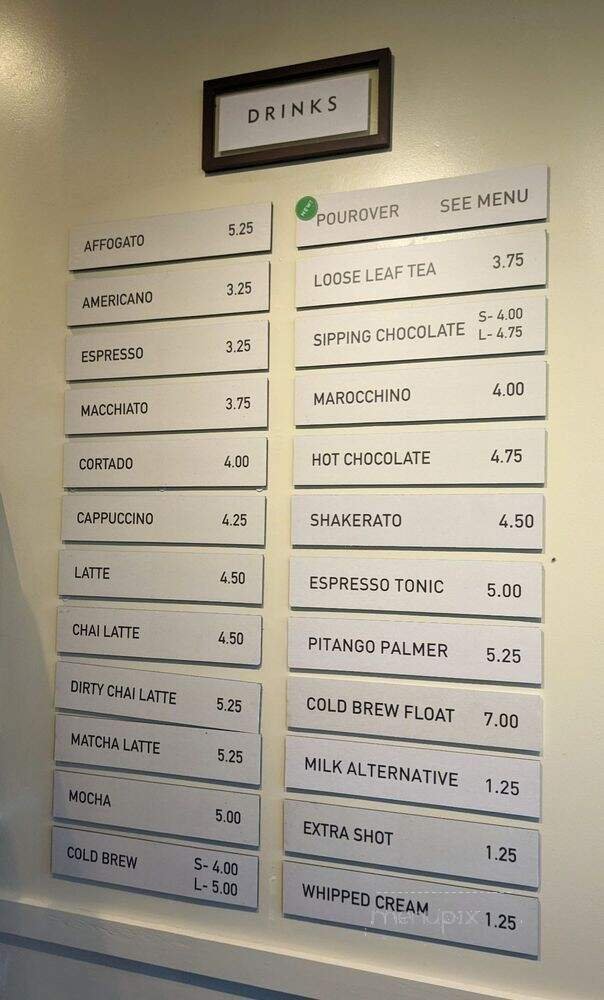 DRINKS
AFFOGATO 5.25
AMERICANO 3.25
ESPRESSO 3.25
MACCHIATO 3.75
CORTADO 4.00
CAPPUCCINO 4.25
LATTE 4.50
CHAI LATTE 4.50
DIRTY CHAI LATTE 5.25
MATCHA LATTE 5.25
MOCHA 5.00
COLD BREW S- 4.00
L- 5.00
NEW!
POUROVER SEE MENU
LOOSE LEAF TEA 3.75
SIPPING CHOCOLATE S- 4.00
L- 4.75
MAROCCHINO 4.00
HOT CHOCOLATE 4.75
SHAKERATO 4.50
ESPRESSO TONIC 5.00
PITANGO PALMER 5.25
COLD BREW FLOAT 7.00
MILK ALTERNATIVE 1.25
EXTRA SHOT 1.25
WHIPPED CREAM 1.25
menupix